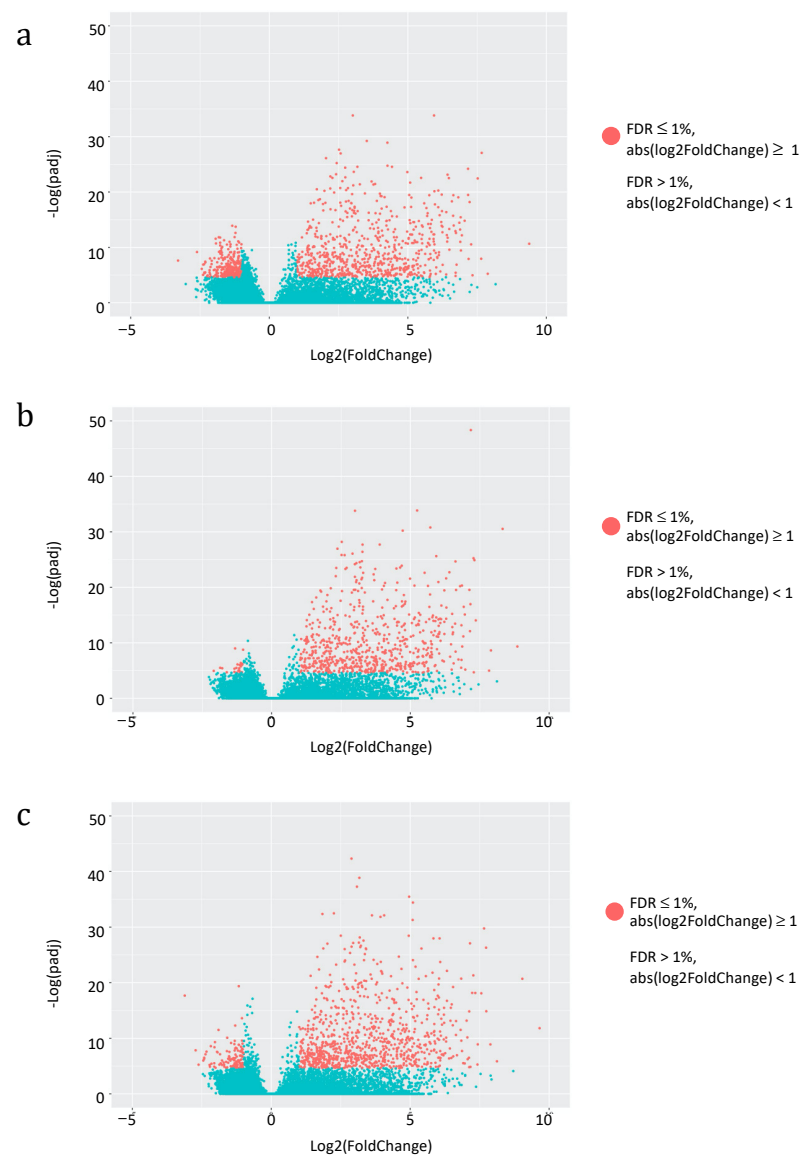 a
50
40
30
20
10
0
-Log(padj)
−5
0
5
10
Log2(FoldChange)
FDR ≤ 1%,
abs(log2FoldChange) ≥ 1
FDR > 1%,
abs(log2FoldChange) < 1
b
50
40
30
20
10
0
-Log(padj)
−5
0
5
10
Log2(FoldChange)
FDR ≤ 1%,
abs(log2FoldChange) ≥ 1
FDR > 1%,
abs(log2FoldChange) < 1
c
50
40
30
20
10
0
-Log(padj)
−5
0
5
10
Log2(FoldChange)
FDR ≤ 1%,
abs(log2FoldChange) ≥ 1
FDR > 1%,
abs(log2FoldChange) < 1